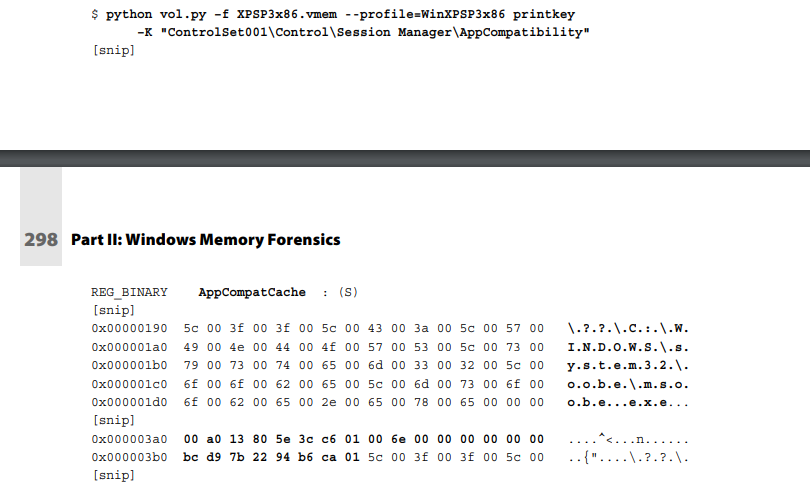 $ python vol.py -f XPSP3x86.vmem --profile=WinXPSP3x86 printkey
-K "ControlSet001\Control\Session Manager\AppCompatibility"
[snip]
298 Part II: Windows Memory Forensics
REG_BINARY AppCompatCache : (S)
[snip]
0x00000190 5c 00 3f 00 3f 00 5c 00 43 00 3a 00 5c 00 57 00 \.?.?.\.C.:.\.W.
0x000001a0 49 00 4e 00 44 00 4f 00 57 00 53 00 5c 00 73 00 I.N.D.O.W.S.\.s.
0x000001b0 79 00 73 00 74 00 65 00 6d 00 33 00 32 00 5c 00 y.s.t.e.m.3.2.\.
0x000001c0 6f 00 6f 00 62 00 65 00 5c 00 6d 00 73 00 6f 00 o.o.b.e.\.m.s.o.
0x000001d0 6f 00 62 00 65 00 2e 00 65 00 78 00 65 00 00 00 o.b.e...e.x.e...
[snip]
0x000003a0 00 a0 13 80 5e 3c c6 01 00 6e 00 00 00 00 00 00 ....^<...n......
0x000003b0 bc d9 7b 22 94 b6 ca 01 5c 00 3f 00 3f 00 5c 00 ..{"....\.?.?.\.
[snip]